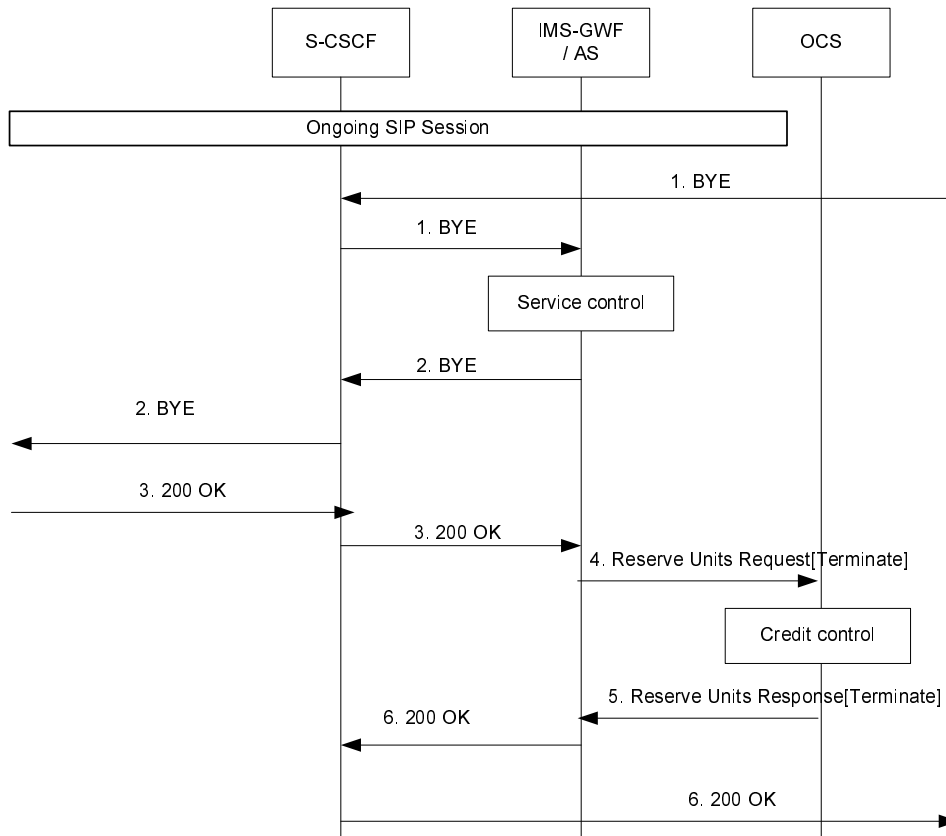 S-CSCF
IMS-GWF
/ AS
OCS
Ongoing SIP Session
1. BYE
1. BYE
Service control
2. BYE
2. BYE
3. 200 OK
3. 200 OK
4. Reserve Units Request[Terminate]
Credit control
5. Reserve Units Response[Terminate]
6. 200 OK
6. 200 OK